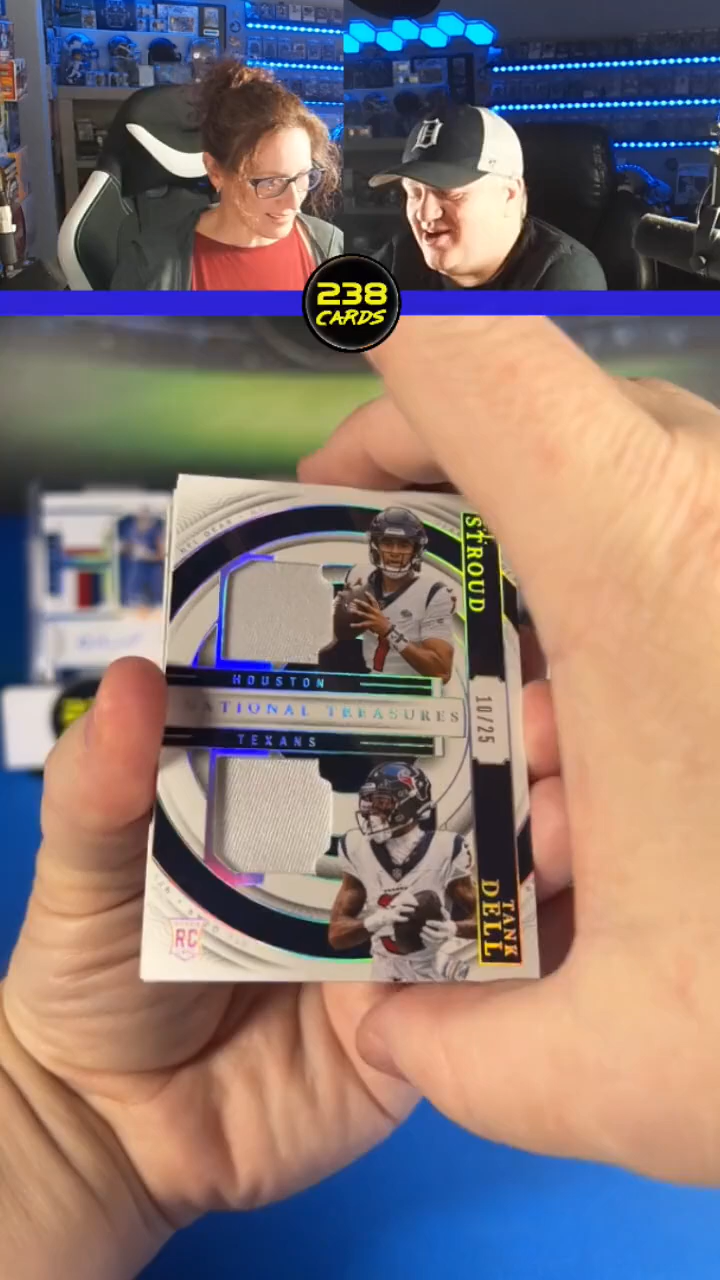 D
238
CARDS
STROUD
HOUSTON
NATIONAL TREASURES
10/25
TEXANS
TANK
DELL
RC